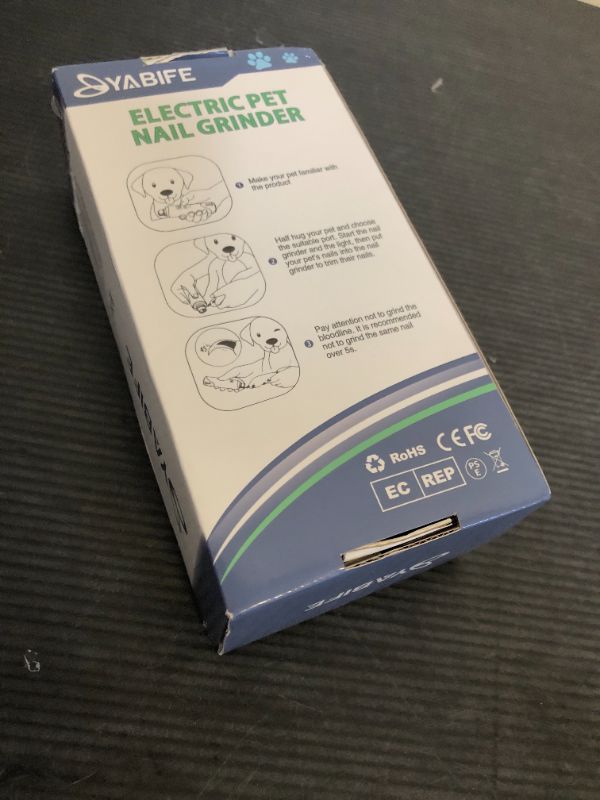 YABIFE
ELECTRIC PET
NAIL GRINDER
1 Make your pet familiar with
the product
2 Half hug your pet and choose
the suitable port. Start the nail
grinder and the light, then put
your pet's nails into the nail
grinder to trim their nails.
3 Pay attention not to grind the
bloodline. It is recommended
not to grind the same nail
over 5s.
RoHS CE FC
EC REP PS E
YABIFE
YABIFE